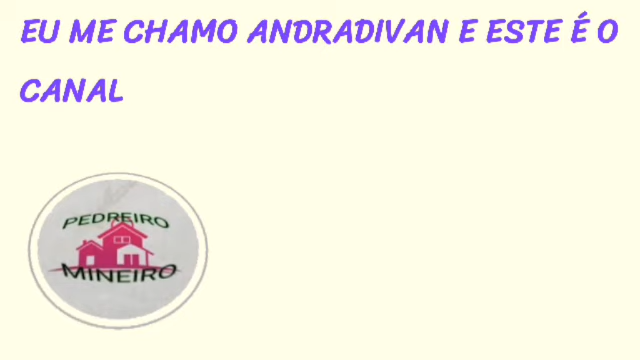 EU ME CHAMO ANDRADIVAN E ESTE É O
CANAL
PEDREIRO
MINEIRO